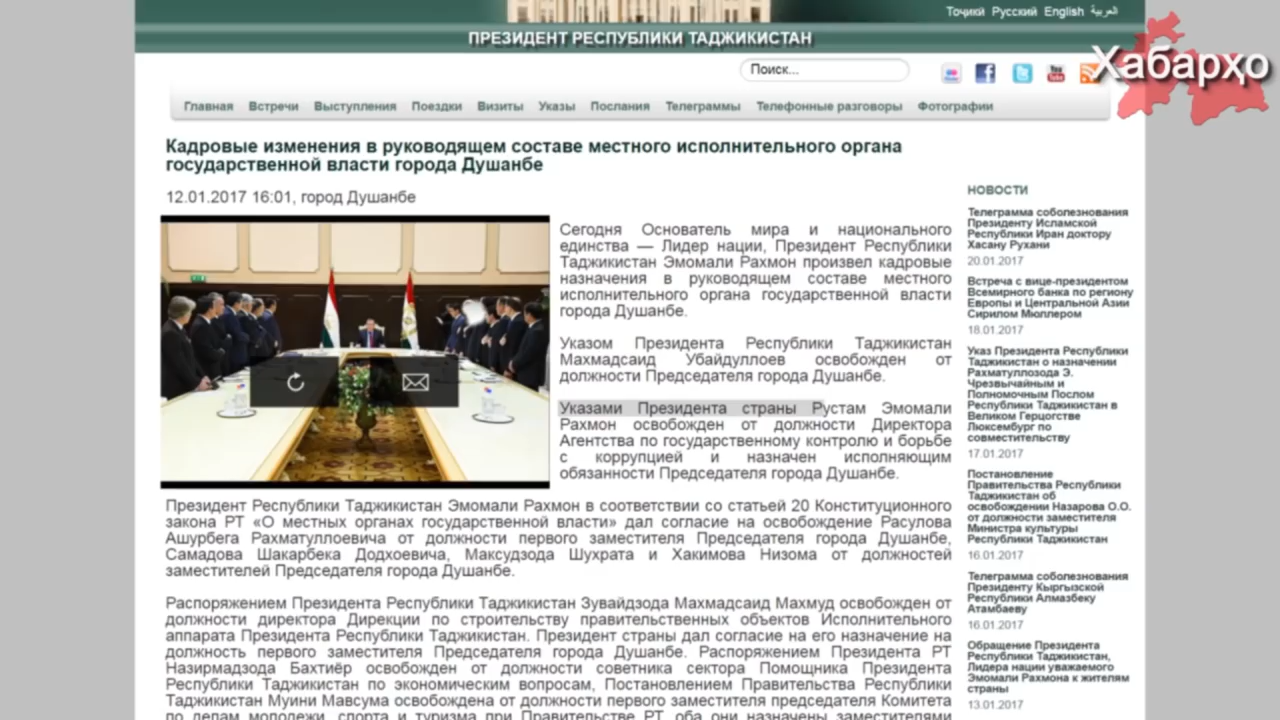 Тоҷикӣ Русский English العربية
ПРЕЗИДЕНТ РЕСПУБЛИКИ ТАДЖИКИСТАН
Хабарҳо
Поиск...
Главная Встречи Выступления Поездки Визиты Указы Послания Телеграммы Телефонные разговоры Фотографии
Кадровые изменения в руководящем составе местного исполнительного органа
государственной власти города Душанбе
12.01.2017 16:01, город Душанбе
Сегодня Основатель мира и национального
единства — Лидер нации, Президент Республики
Таджикистан Эмомали Рахмон произвел кадровые
назначения в руководящем составе местного
исполнительного органа государственной власти
города Душанбе.
Указом Президента Республики Таджикистан
Махмадсаид Убайдуллоев освобожден от
должности Председателя города Душанбе.
Указами Президента страны Рустам Эмомали
Рахмон освобожден от должности Директора
Агентства по государственному контролю и борьбе
с коррупцией и назначен исполняющим
обязанности Председателя города Душанбе.
Президент Республики Таджикистан Эмомали Рахмон в соответствии со статьей 20 Конституционного
закона РТ «О местных органах государственной власти» дал согласие на освобождение Расулова
Ашурбега Рахматуллоевича от должности первого заместителя Председателя города Душанбе,
Самадова Шакарбека Додхоевича, Максудзода Шухрата и Хакимова Низома от должностей
заместителей Председателя города Душанбе.
Распоряжением Президента Республики Таджикистан Зувайдзода Махмадсаид Махмуд освобожден от
должности директора Дирекции по строительству правительственных объектов Исполнительного
аппарата Президента Республики Таджикистан. Президент страны дал согласие на его назначение на
должность первого заместителя Председателя города Душанбе. Распоряжением Президента РТ
Назирмадзода Бахтиёр освобожден от должности советника сектора Помощника Президента
Республики Таджикистан по экономическим вопросам, Постановлением Правительства Республики
Таджикистан Муини Мавсума освобождена от должности первого заместителя председателя Комитета
по делам молодежи, спорта и туризма при Правительстве РТ, оба они назначены заместителями
НОВОСТИ
Телеграмма соболезнования
Президенту Исламской
Республики Иран доктору
Хасану Рухани
20.01.2017
Встреча с вице-президентом
Всемирного банка по региону
Европы и Центральной Азии
Сирилом Мюллером
18.01.2017
Указ Президента Республики
Таджикистан о назначении
Рахматуллозода Э.
Чрезвычайным и
Полномочным Послом
Республики Таджикистан в
Великом Герцогстве
Люксембург по
совместительству
17.01.2017
Постановление
Правительства Республики
Таджикистан об
освобождении Назарова О.О.
от должности заместителя
Министра культуры
Республики Таджикистан
16.01.2017
Телеграмма соболезнования
Президенту Кыргызской
Республики Алмазбеку
Атамбаеву
16.01.2017
Обращение Президента
Республики Таджикистан,
Лидера нации уважаемого
Эмомали Рахмона к жителям
страны
13.01.2017